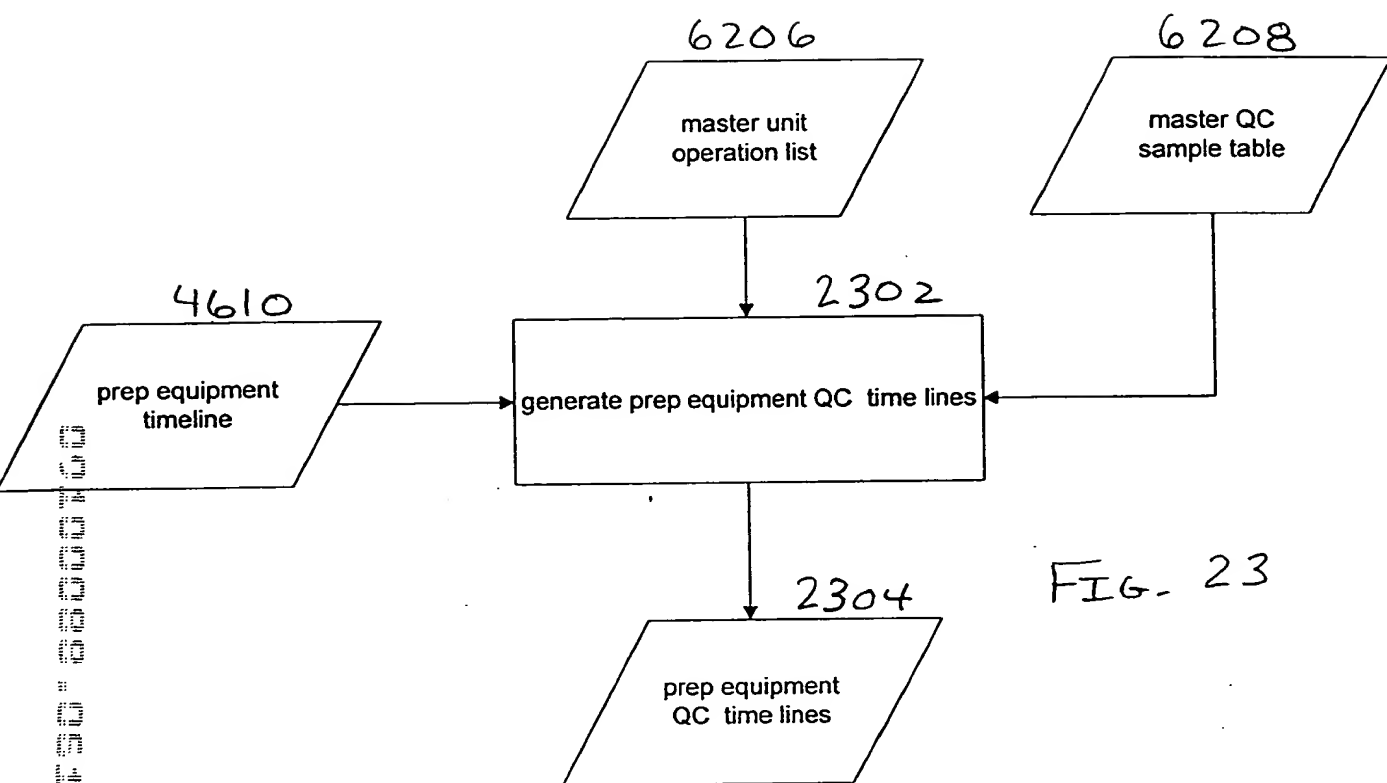 6206
6208
master unit
operation list
master QC
sample table
4610
2302
prep equipment
timeline
generate prep equipment QC time lines
2304
FIG. 23
prep equipment
QC time lines